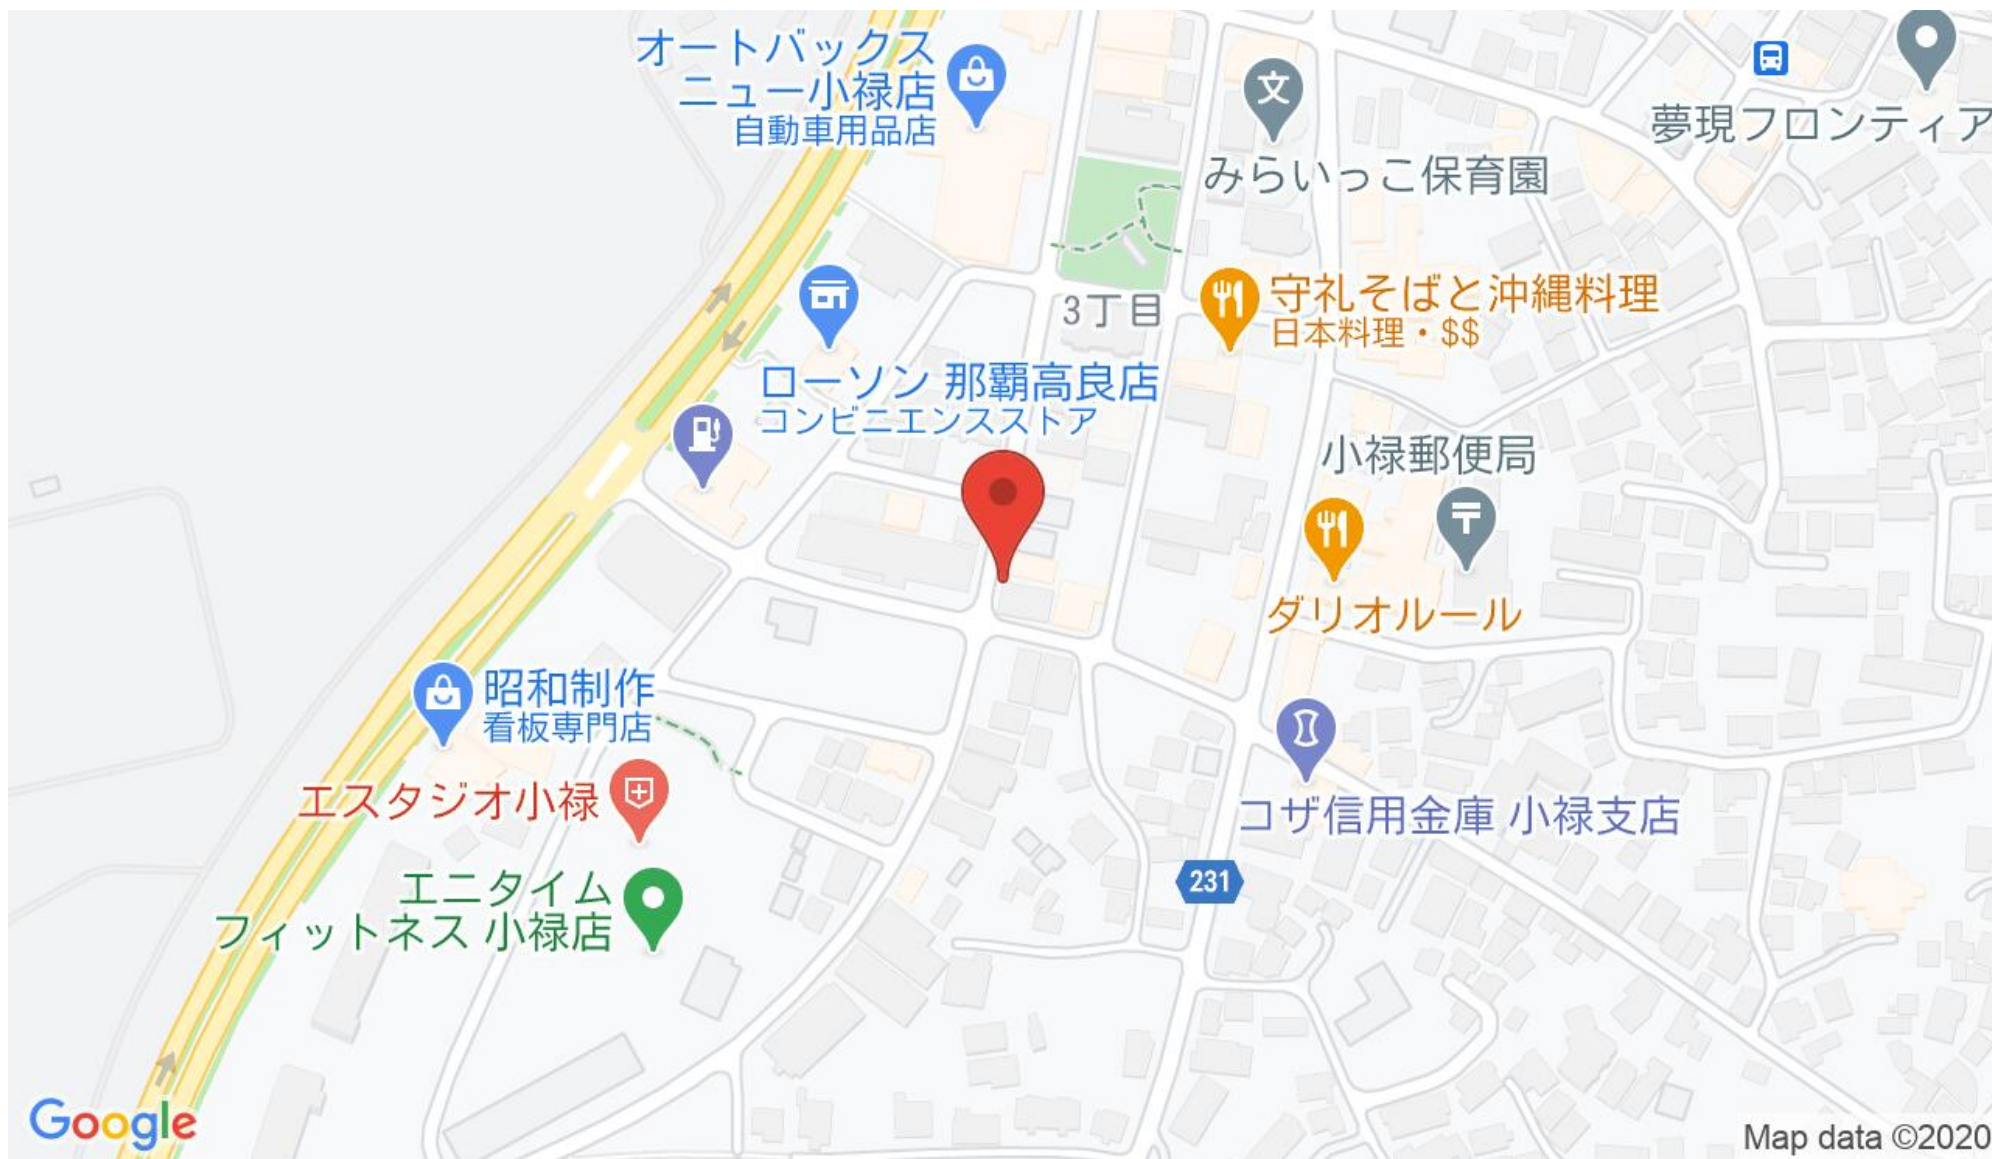 オートバックス
ニュー小禄店
自動車用品店
文
みらいっこ保育園
夢現フロンティア
3丁目
守礼そばと沖縄料理
日本料理・$$
ローソン 那覇高良店
コンビニエンスストア
小禄郵便局
〒
ダリオルール
昭和制作
看板専門店
エスタジオ小禄
コザ信用金庫 小禄支店
エニタイム
フィットネス 小禄店
231
Google
Map data ©2020